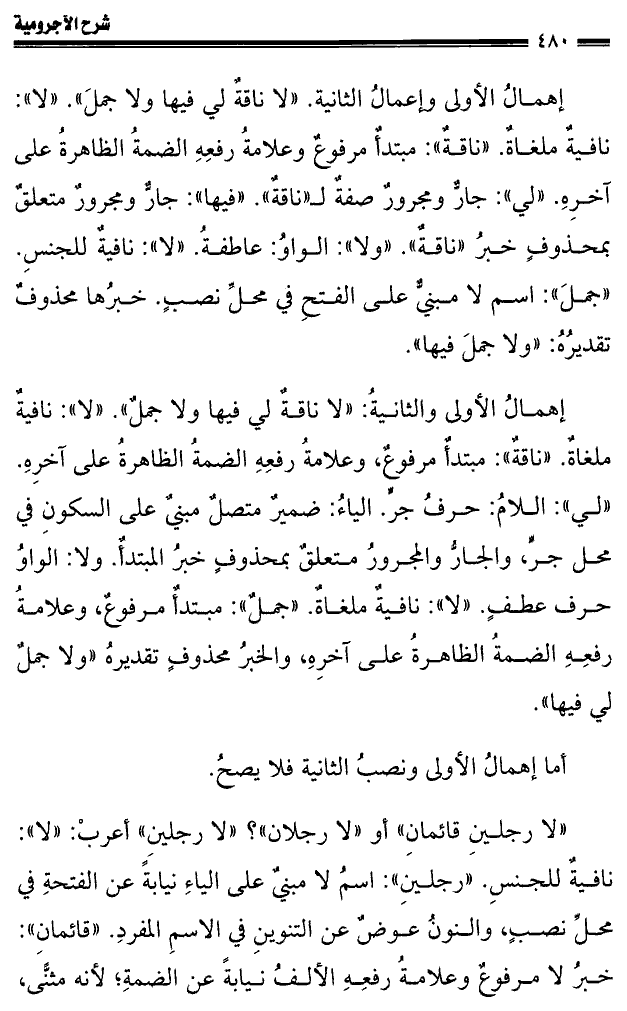 شرح الآجرومية
٤٨٠
إهمالُ الأولى وإعمالُ الثانية. «لا ناقةٌ لي فيها ولا جملَ». «لا»:
نافيةٌ ملغاةٌ. «ناقةٌ»: مبتدأٌ مرفوعٌ وعلامةُ رفعِهِ الضمةُ الظاهرةُ على
آخرِهِ. «لي»: جارٌّ ومجرورٌ صفةٌ لـ«ناقةٌ». «فيها»: جارٌّ ومجرورٌ متعلقٌ
بمحذوفٍ خبرُ «ناقةٌ». «ولا»: الواوُ: عاطفةُ. «لا»: نافيةٌ للجنسِ.
«جملَ»: اسم لا مبنيٌّ على الفتحِ في محلِّ نصبٍ. خبرُها محذوفٌ
تقديرُهُ: «ولا جملَ فيها».
إهمالُ الأولى والثانيةُ: «لا ناقةٌ لي فيها ولا جملٌ». «لا»: نافيةٌ
ملغاةٌ. «ناقةٌ»: مبتدأٌ مرفوعٌ، وعلامةُ رفعِهِ الضمةُ الظاهرةُ على آخرِهِ.
«لي»: اللامُ: حرفُ جرٍّ. الياءُ: ضميرٌ متصلٌ مبنيٌّ على السكونِ في
محل جرٍّ، والجارُّ والمجرورُ متعلقٌ بمحذوفٍ خبرُ المبتدأٌ. ولا: الواوُ
حرف عطفٍ. «لا»: نافيةٌ ملغاةٌ. «جملٌ»: مبتدأٌ مرفوعٌ، وعلامةُ
رفعِهِ الضمةُ الظاهرةُ على آخرِهِ، والخبرُ محذوفٍ تقديرهُ «ولا جملٌ
لي فيها».
أما إهمالُ الأولى ونصبُ الثانية فلا يصحُ.
«لا رجلينِ قائمانِ» أو «لا رجلان»؟ «لا رجلينِ» أعربْ: «لا»:
نافيةٌ للجنسِ. «رجلينِ»: اسمُ لا مبنيٌّ على الياءِ نيابةً عن الفتحةِ في
محلِّ نصبٍ، والنونُ عوضٌ عن التنوينِ في الاسمِ المفردِ. «قائمانِ»:
خبرُ لا مرفوعٌ وعلامةُ رفعِهِ الألفُ نيابةً عن الضمةِ؛ لأنه مثنًّى،